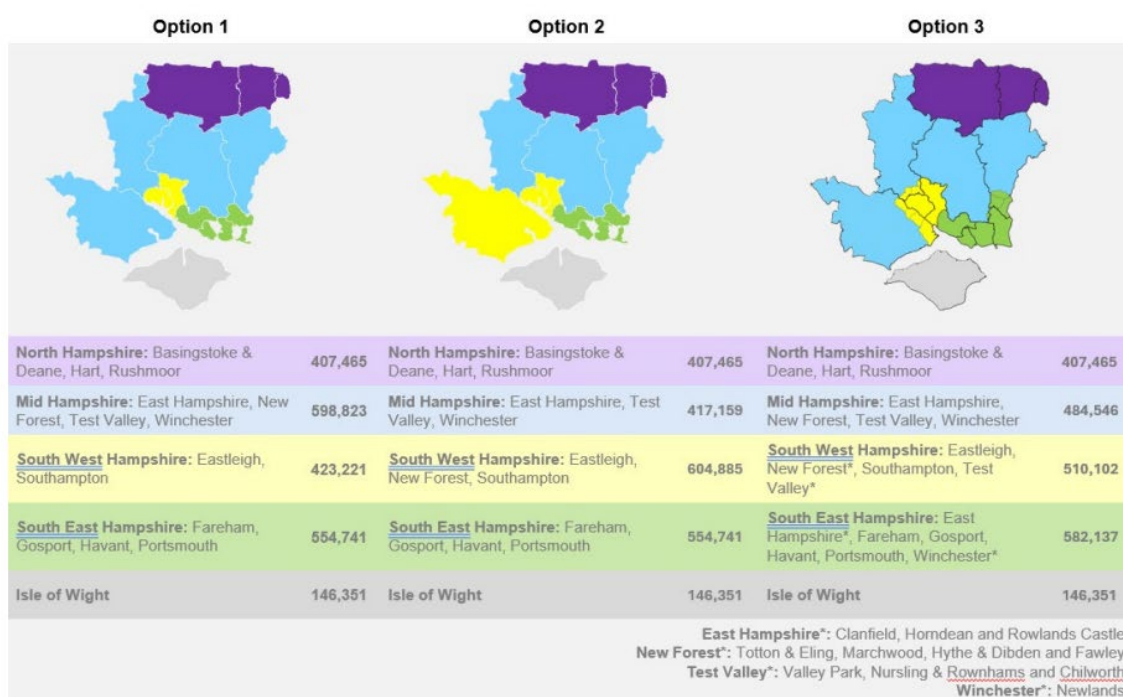 Option 1
Option 2
Option 3
North Hampshire: Basingstoke &
Deane, Hart, Rushmoor
407,465
North Hampshire: Basingstoke &
Deane, Hart, Rushmoor
407,465
North Hampshire: Basingstoke &
Deane, Hart, Rushmoor
407,465
Mid Hampshire: East Hampshire, New
Forest, Test Valley, Winchester
598,823
Mid Hampshire: East Hampshire, Test
Valley, Winchester
417,159
Mid Hampshire: East Hampshire,
New Forest, Test Valley, Winchester
484,546
South West Hampshire: Eastleigh,
Southampton
423,221
South West Hampshire: Eastleigh,
New Forest, Southampton
604,885
South West Hampshire: Eastleigh,
New Forest*, Southampton, Test
Valley*
510,102
South East Hampshire: Fareham,
Gosport, Havant, Portsmouth
554,741
South East Hampshire: Fareham,
Gosport, Havant, Portsmouth
554,741
South East Hampshire: East
Hampshire*, Fareham, Gosport,
Havant, Portsmouth, Winchester*
582,137
Isle of Wight
146,351
Isle of Wight
146,351
Isle of Wight
146,351
East Hampshire*: Clanfield, Horndean and Rowlands Castle
New Forest*: Totton & Eling, Marchwood, Hythe & Dibden and Fawley
Test Valley*: Valley Park, Nursling & Rownhams and Chilworth
Winchester*: Newlands